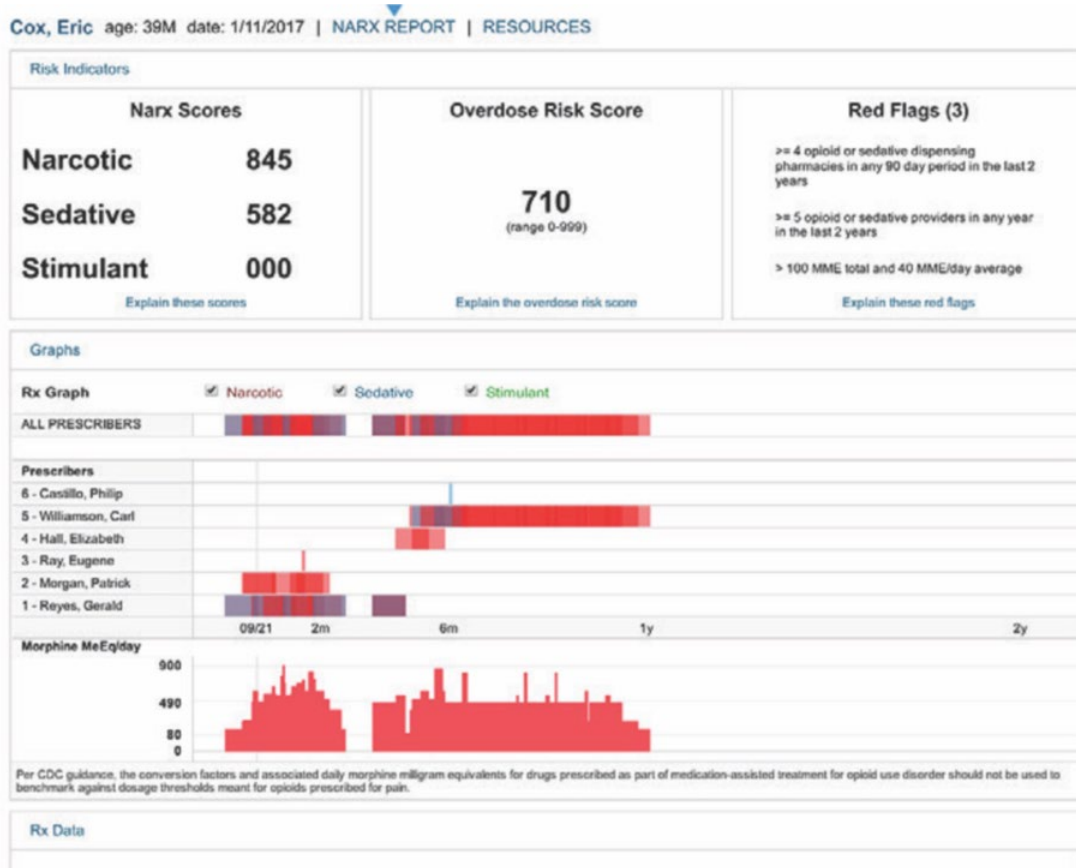 Cox, Eric age: 39M date: 1/11/2017 | NARX REPORT | RESOURCES
Risk Indicators
Narx Scores
Narcotic 845
Sedative 582
Stimulant 000
Explain these scores
Overdose Risk Score
710
(range 0-999)
Explain the overdose risk score
Red Flags (3)
>= 4 opioid or sedative dispensing
pharmacies in any 90 day period in the last 2
years
>= 5 opioid or sedative providers in any year
in the last 2 years
> 100 MME total and 40 MME/day average
Explain these red flags
Graphs
Rx Graph Narcotic Sedative Stimulant
ALL PRESCRIBERS
Prescribers
6 - Castillo, Philip
5 - Williamson, Carl
4 - Hall, Elizabeth
3 - Ray, Eugene
2 - Morgan, Patrick
1 - Reyes, Gerald
09/21 2m 6m 1y 2y
Morphine MeEq/day
900
490
80
0
Per CDC guidance, the conversion factors and associated daily morphine milligram equivalents for drugs prescribed as part of medication-assisted treatment for opioid use disorder should not be used to
benchmark against dosage thresholds meant for opioids prescribed for pain.
Rx Data